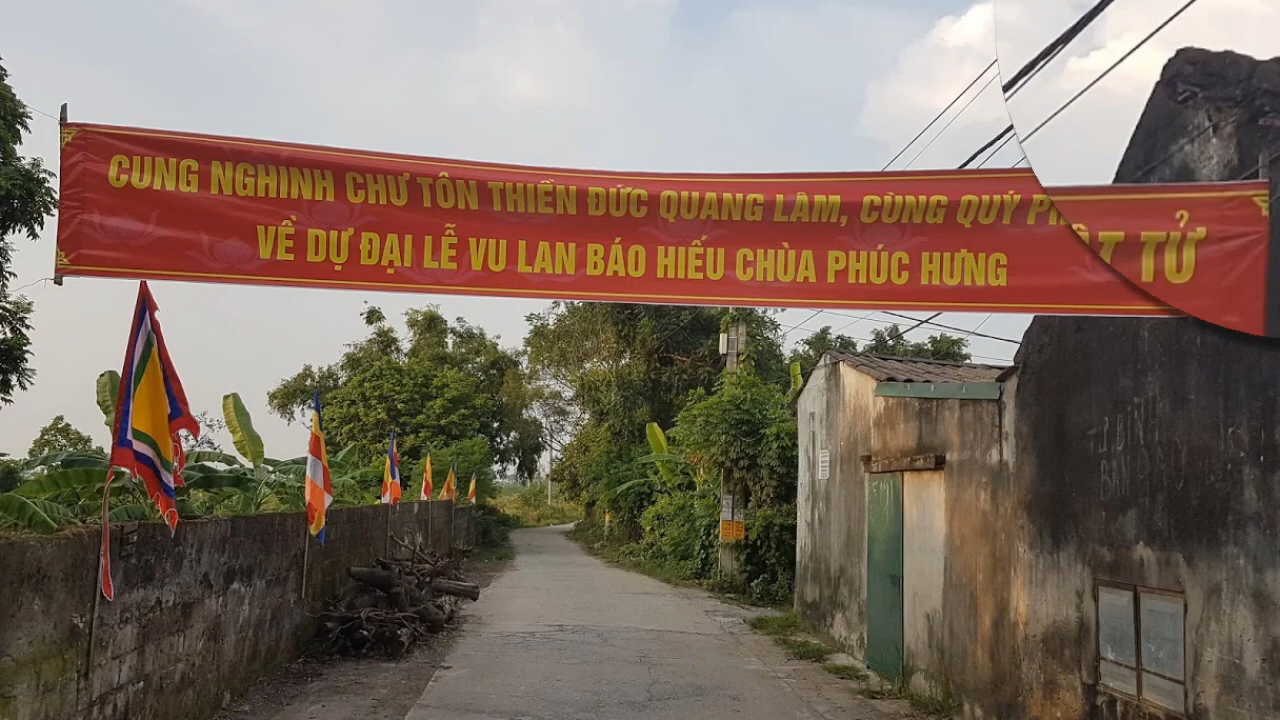 CUNG NGHINH CHƯ TÔN THIỀN ĐỨC QUANG LÂM, CÙNG QUÝ TỬ
VỀ DỰ ĐẠI LỄ VU LAN BÁO HIẾU CHÙA PHÚC HƯNG